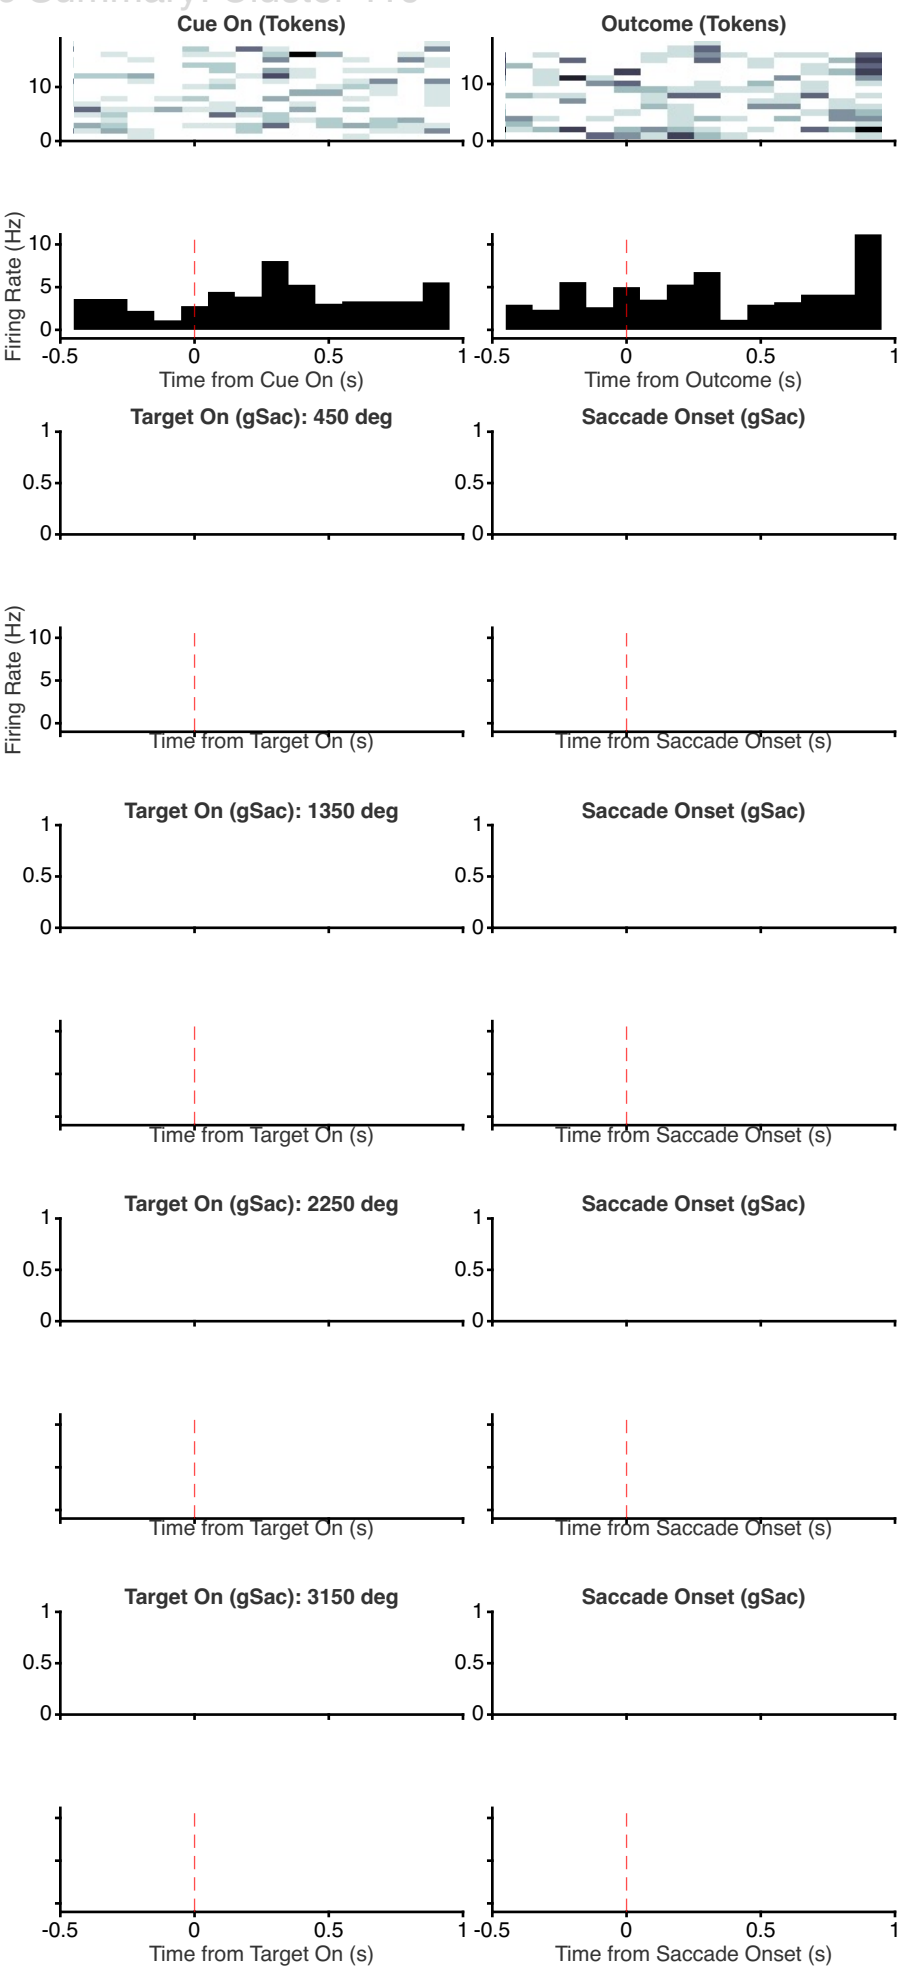 Summary: Cluster
Cue On (Tokens)
Outcome (Tokens)
10
0
10
0
Firing Rate (Hz)
10
5
0
-0.5 0 0.5 1
-0.5 0 0.5 1
Time from Cue On (s)
Time from Outcome (s)
Target On (gSac): 450 deg
Saccade Onset (gSac)
1
0.5
0
1
0.5
0
Firing Rate (Hz)
10
5
0
Time from Target On (s)
Time from Saccade Onset (s)
Target On (gSac): 1350 deg
Saccade Onset (gSac)
1
0.5
0
1
0.5
0
Time from Target On (s)
Time from Saccade Onset (s)
Target On (gSac): 2250 deg
Saccade Onset (gSac)
1
0.5
0
1
0.5
0
Time from Target On (s)
Time from Saccade Onset (s)
Target On (gSac): 3150 deg
Saccade Onset (gSac)
1
0.5
0
1
0.5
0
-0.5 0 0.5 1
-0.5 0 0.5 1
Time from Target On (s)
Time from Saccade Onset (s)